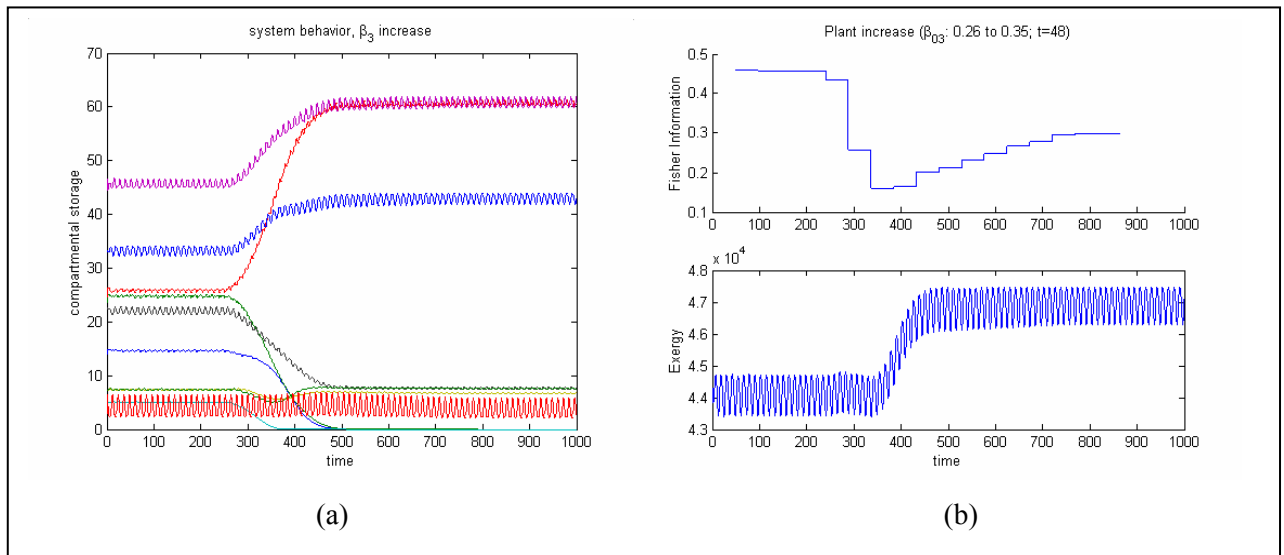 system behavior, β3 increase
70
60
50
40
30
20
10
0
compartmental storage
0 100 200 300 400 500 600 700 800 900 1000
time
(a)
Plant increase (β03: 0.26 to 0.35; t=48)
0.5
0.4
0.3
0.2
0.1
Fisher Information
0 100 200 300 400 500 600 700 800 900 1000
x 10^4
4.8
4.7
4.6
4.5
4.4
4.3
Exergy
0 100 200 300 400 500 600 700 800 900 1000
time
(b)